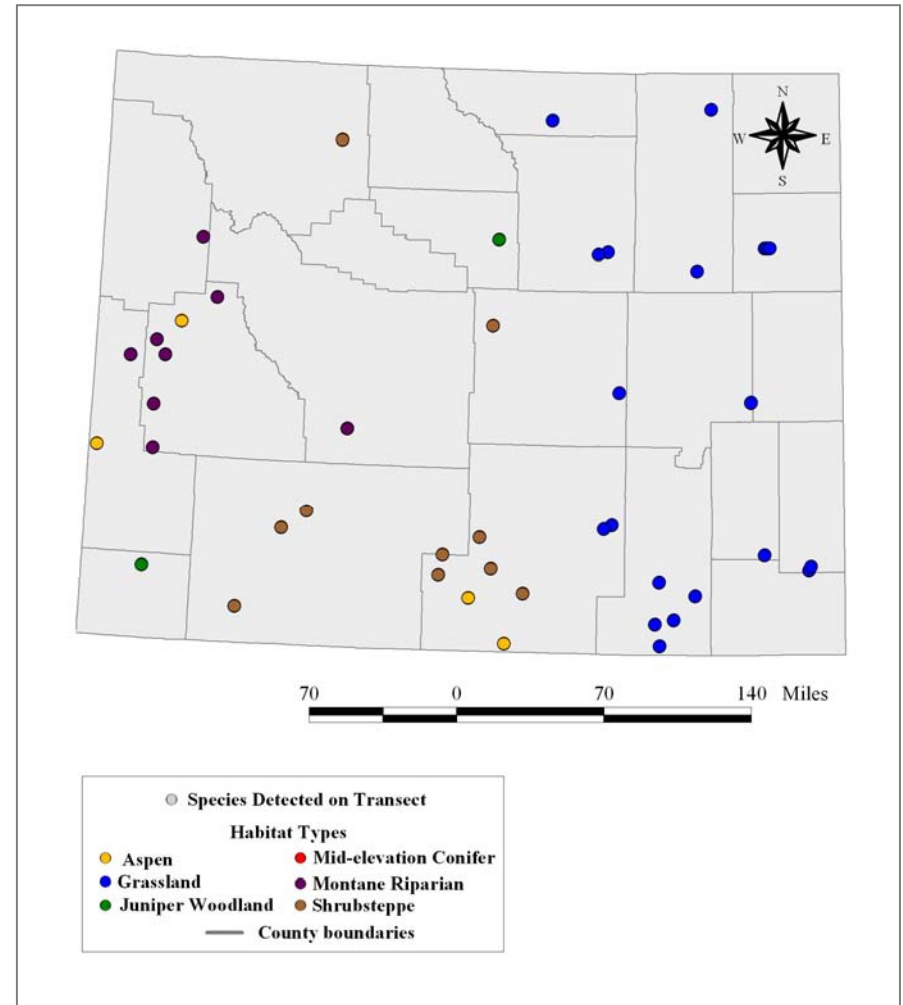 N
W E
S
70 0 70 140 Miles
Species Detected on Transect
Habitat Types
Aspen Mid-elevation Conifer
Grassland Montane Riparian
Juniper Woodland Shrubsteppe
County boundaries